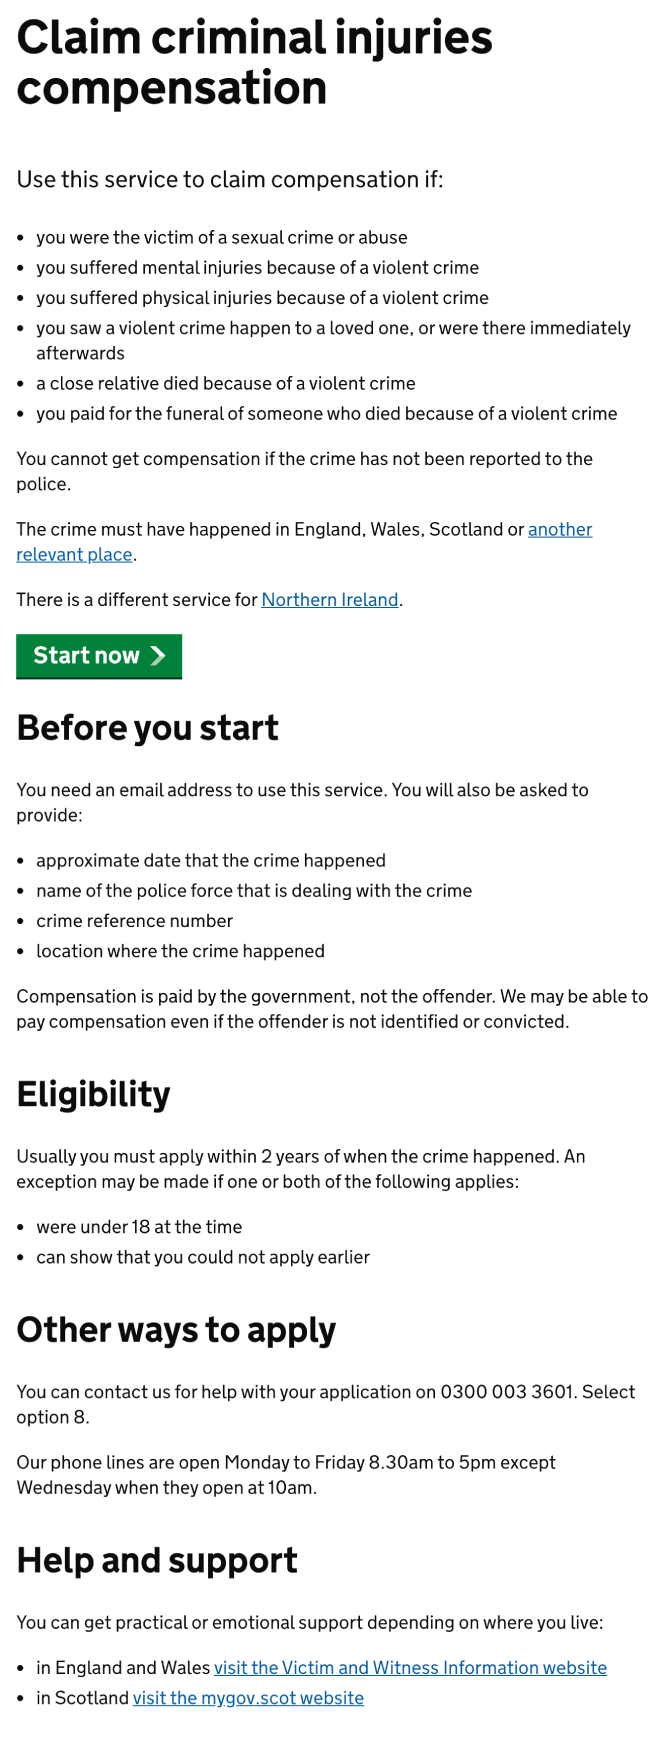 Claim criminal injuries
compensation
Use this service to claim compensation if:
• you were the victim of a sexual crime or abuse
• you suffered mental injuries because of a violent crime
• you suffered physical injuries because of a violent crime
• you saw a violent crime happen to a loved one, or were there immediately
afterwards
• a close relative died because of a violent crime
• you paid for the funeral of someone who died because of a violent crime
You cannot get compensation if the crime has not been reported to the
police.
The crime must have happened in England, Wales, Scotland or another
relevant place.
There is a different service for Northern Ireland.
Start now
Before you start
You need an email address to use this service. You will also be asked to
provide:
• approximate date that the crime happened
• name of the police force that is dealing with the crime
• crime reference number
• location where the crime happened
Compensation is paid by the government, not the offender. We may be able to
pay compensation even if the offender is not identified or convicted.
Eligibility
Usually you must apply within 2 years of when the crime happened. An
exception may be made if one or both of the following applies:
• were under 18 at the time
• can show that you could not apply earlier
Other ways to apply
You can contact us for help with your application on 0300 003 3601. Select
option 8.
Our phone lines are open Monday to Friday 8.30am to 5pm except
Wednesday when they open at 10am.
Help and support
You can get practical or emotional support depending on where you live:
• in England and Wales visit the Victim and Witness Information website
• in Scotland visit the mygov.scot website